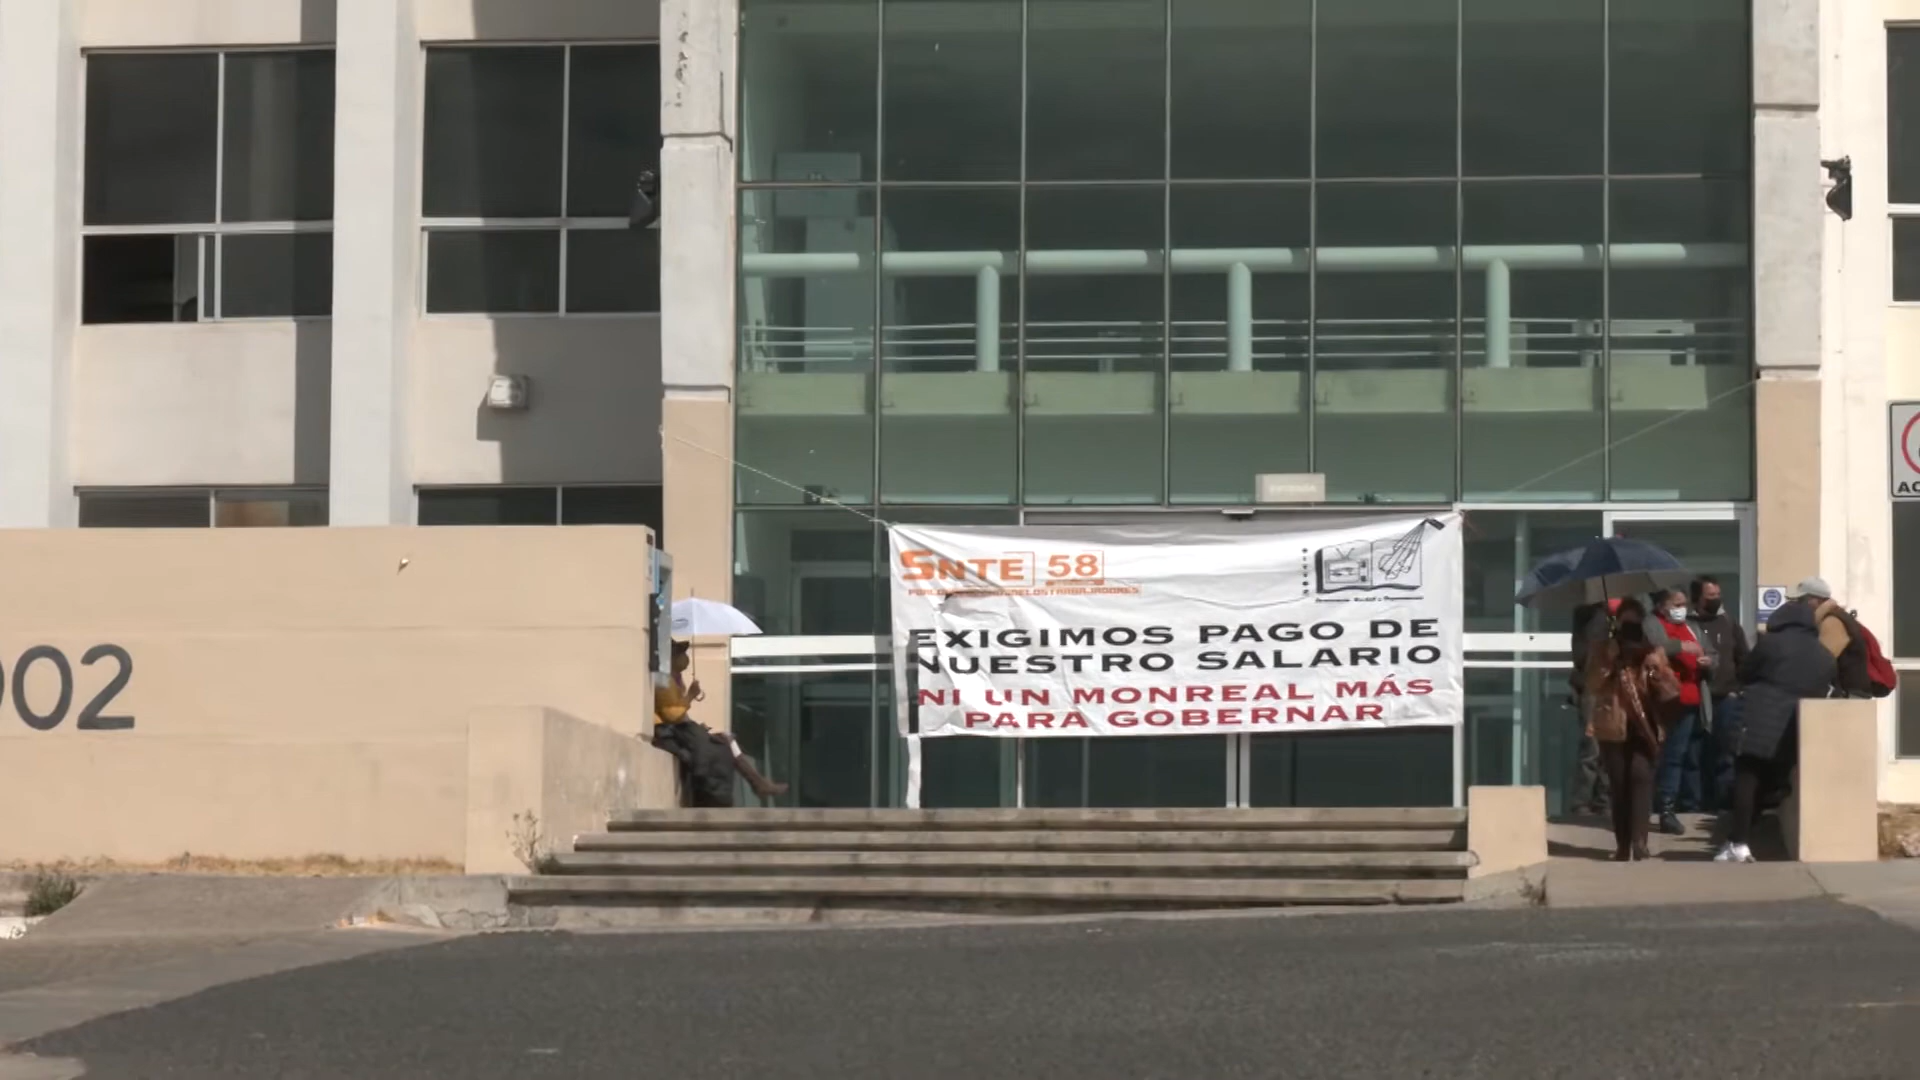 SNTE 58
EXIGIMOS PAGO DE
NUESTRO SALARIO
NI UN MONREAL MÁS
PARA GOBERNAR
002